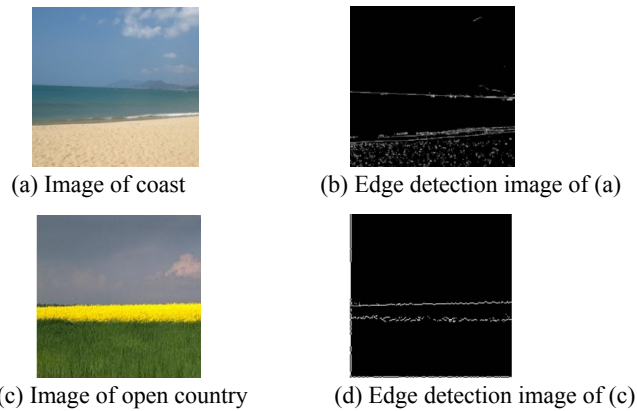 (a) Image of coast
(b) Edge detection image of (a)
(c) Image of open country
(d) Edge detection image of (c)